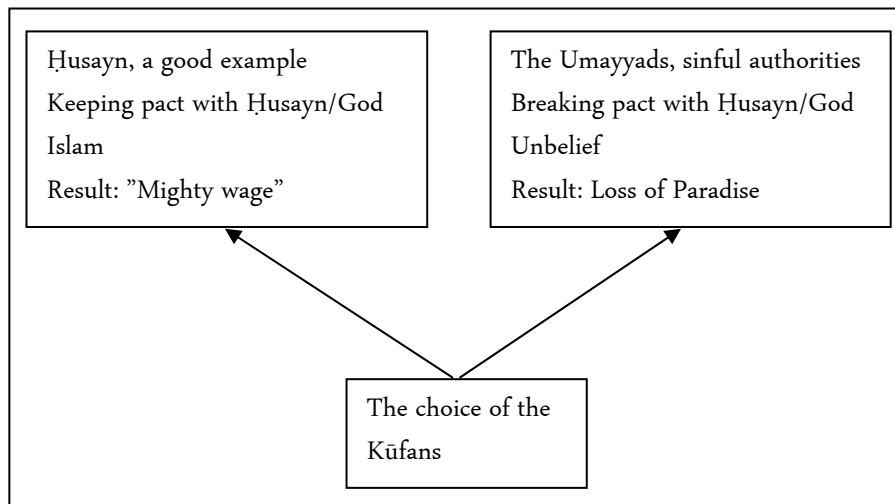 Ḥusayn, a good example
Keeping pact with Ḥusayn/God
Islam
Result: ”Mighty wage”
The Umayyads, sinful authorities
Breaking pact with Ḥusayn/God
Unbelief
Result: Loss of Paradise
The choice of the
Kūfans